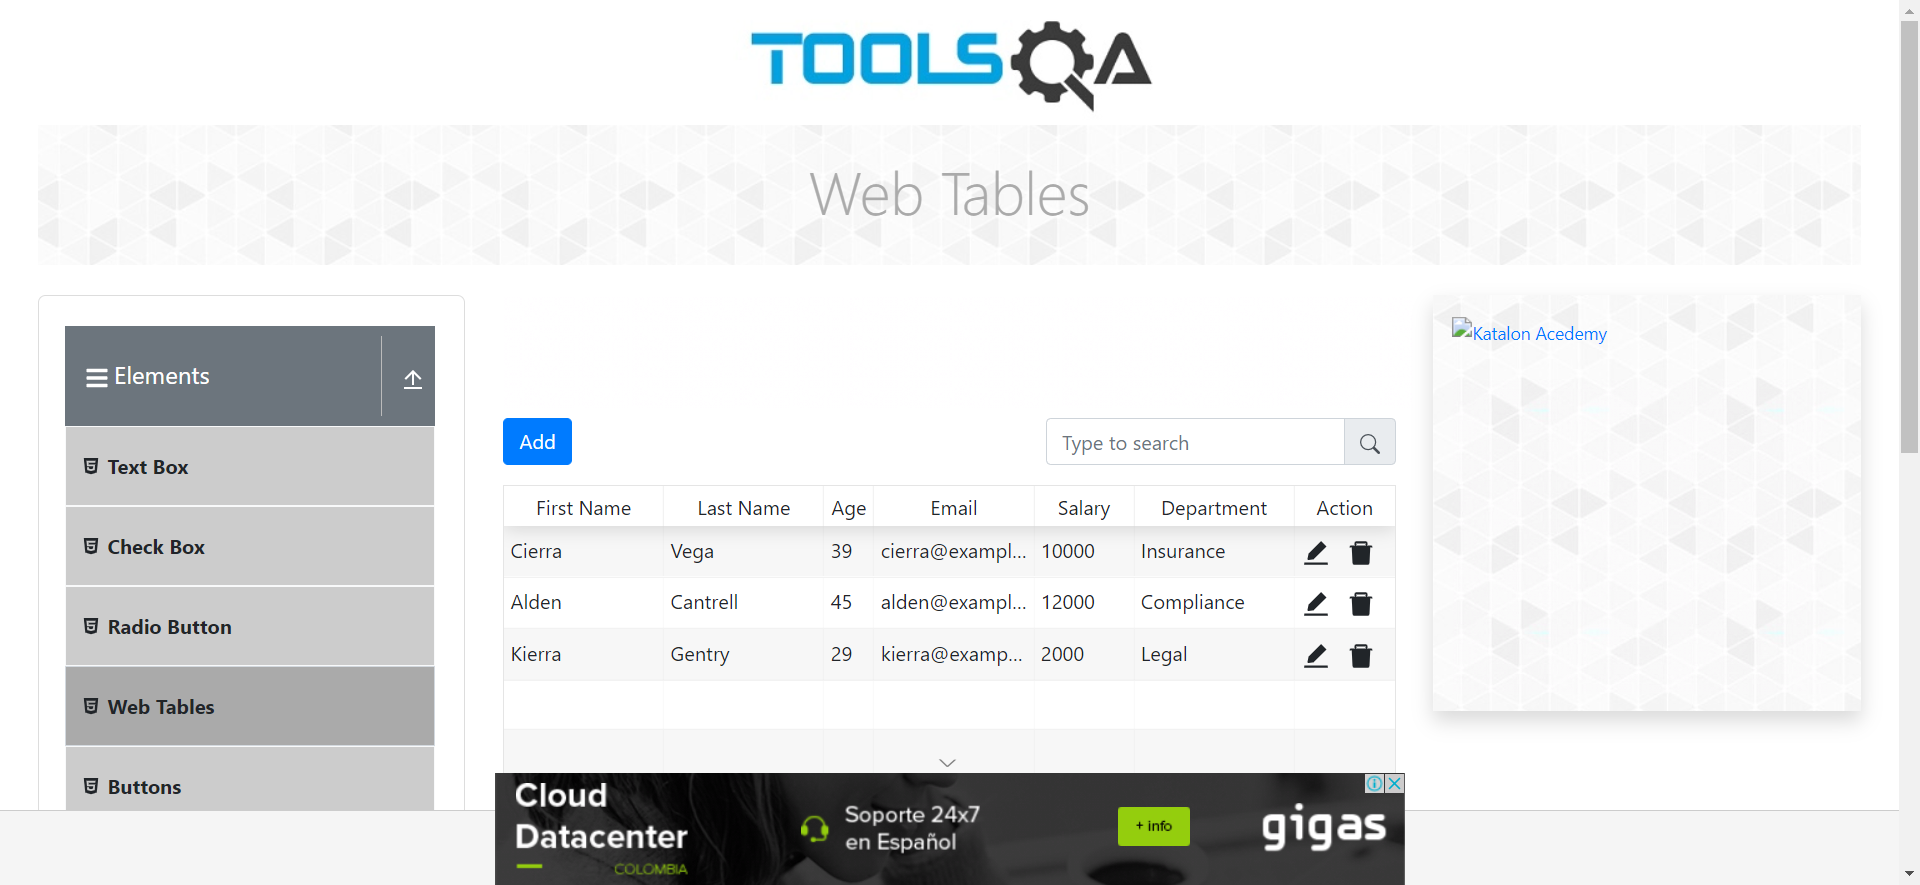 TOOLSQA
Web Tables
Elements
Text Box
Check Box
Radio Button
Web Tables
Buttons
Add
Type to search
First Name Last Name Age Email Salary Department Action
Cierra Vega 39 cierra@exampl... 10000 Insurance
Alden Cantrell 45 alden@exampl... 12000 Compliance
Kierra Gentry 29 kierra@examp... 2000 Legal
Katalon Acedemy
Cloud
Datacenter
COLOMBIA
Soporte 24x7
en Español
+ info
gigas